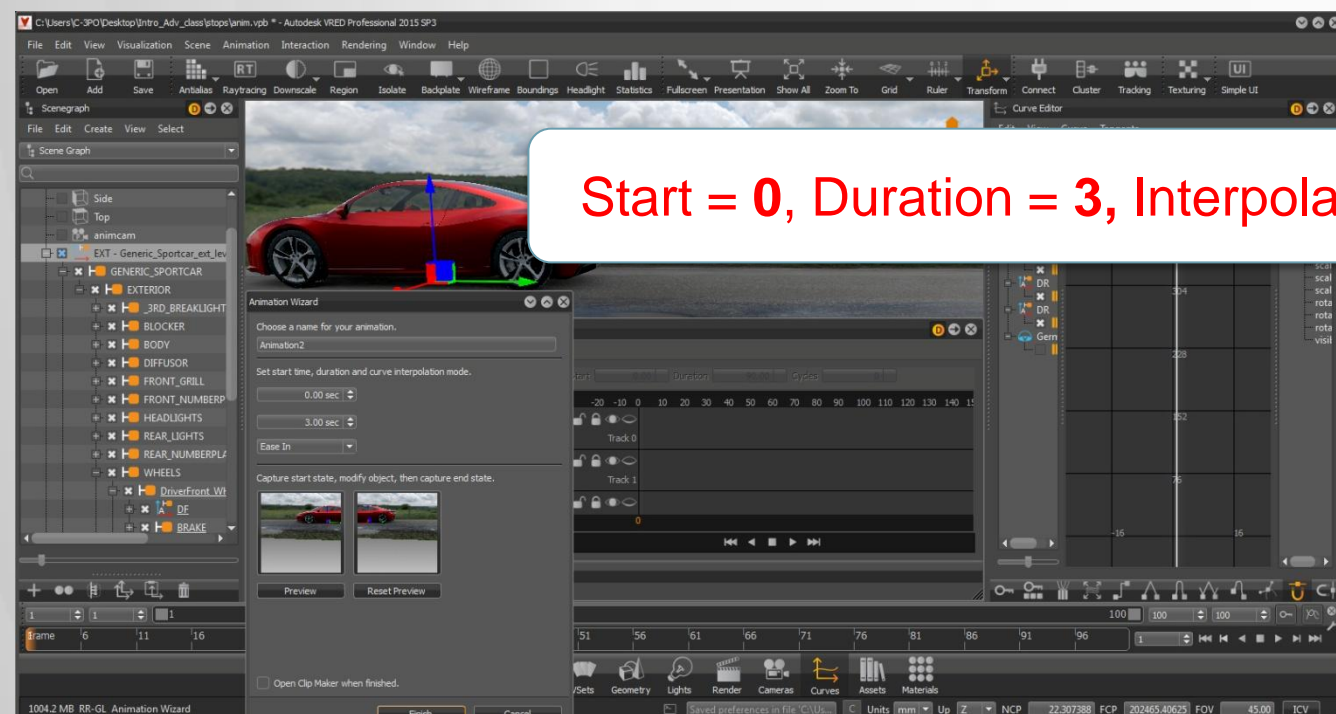 C:\Users\C-3PO\Desktop\Intro_Adv_class\stops\anim.vpb * - Autodesk VRED Professional 2015 SP3
File Edit View Visualization Scene Animation Interaction Rendering Window Help
RT
UI
Open Add Save Antialias Raytracing Downscale Region Isolate Backplate Wireframe Boundings Headlight Statistics Fullscreen Presentation Show All Zoom To Grid Ruler Transform Connect Cluster Tracking Texturing Simple UI
Scenegraph
D
Curve Editor
D
File Edit Create View Select
Scene Graph
Start = 0, Duration = 3, Interpola
Side
Top
animcam
EXT - Generic_Sportcar_ext_lev
GENERIC_SPORTCAR
EXTERIOR
_3RD_BREAKLIGHT
BLOCKER
BODY
DIFFUSOR
FRONT_GRILL
FRONT_NUMBERP
HEADLIGHTS
REAR_LIGHTS
REAR_NUMBERPLA
WHEELS
DriverFront_Wh
DF
BRAKE
Animation Wizard
Choose a name for your animation.
Animation2
Set start time, duration and curve interpolation mode.
0.00 sec
3.00 sec
Ease In
Capture start state, modify object, then capture end state.
Preview Reset Preview
Open Clip Maker when finished.
Finish Cancel
D
Start: 0.00 Duration: 90.00 Cycles:
-20 -10 0 10 20 30 40 50 60 70 80 90 100 110 120 130 140
Track 0
Track 1
0
DR
DR
Germ
304
228
152
76
-16 16
scal
scal
scal
rota
rota
rota
visi
1 1 1
100 100 100
Frame 6 11 16 51 56 61 66 71 76 81 86 91 96 1
/Sets Geometry Lights Render Cameras Curves Assets Materials
1004.2 MB RR-GL Animation Wizard
Saved preferences in file 'C:\Us... C Units mm Up Z NCP 22.307388 FCP 202465.40625 FOV 45.00 ICV